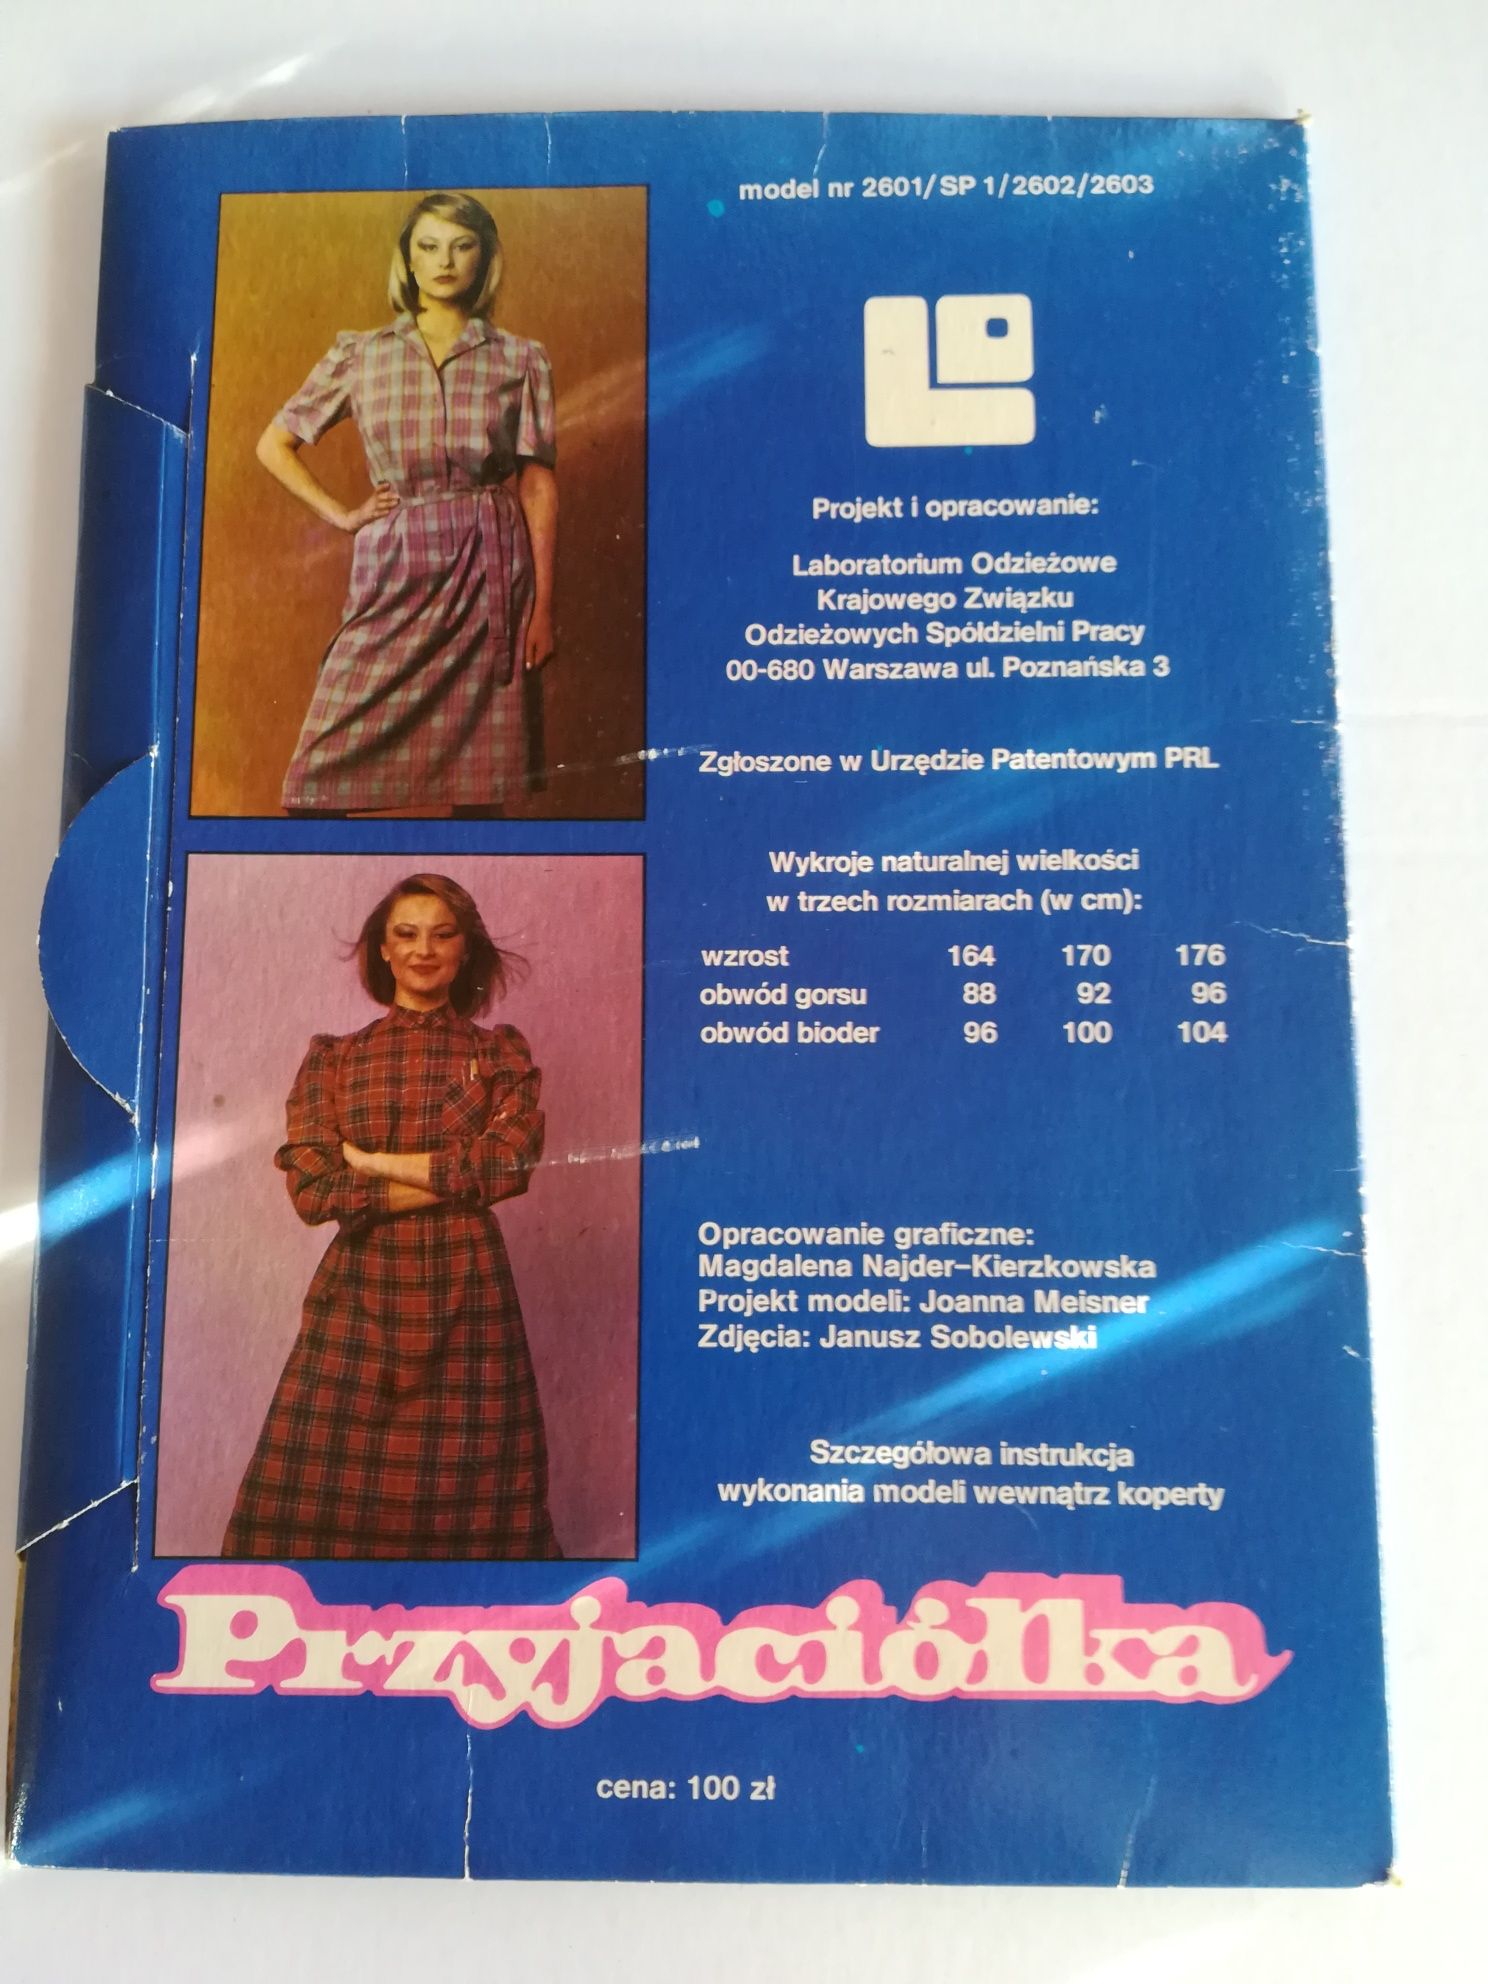 model nr 2601/SP 1/2602/2603
LO
Projekt i opracowanie:
Laboratorium Odzieżowe
Krajowego Związku
Odzieżowych Spółdzielni Pracy
00-680 Warszawa ul. Poznańska 3
Zgłoszone w Urzędzie Patentowym PRL
Wykroje naturalnej wielkości
w trzech rozmiarach (w cm):
wzrost 164 170 176
obwód gorsu 88 92 96
obwód bioder 96 100 104
Opracowanie graficzne:
Magdalena Najder-Kierzkowska
Projekt modeli: Joanna Meisner
Zdjęcia: Janusz Sobolewski
Szczegółowa instrukcja
wykonania modeli wewnątrz koperty
Przyjaciółka
cena: 100 zł